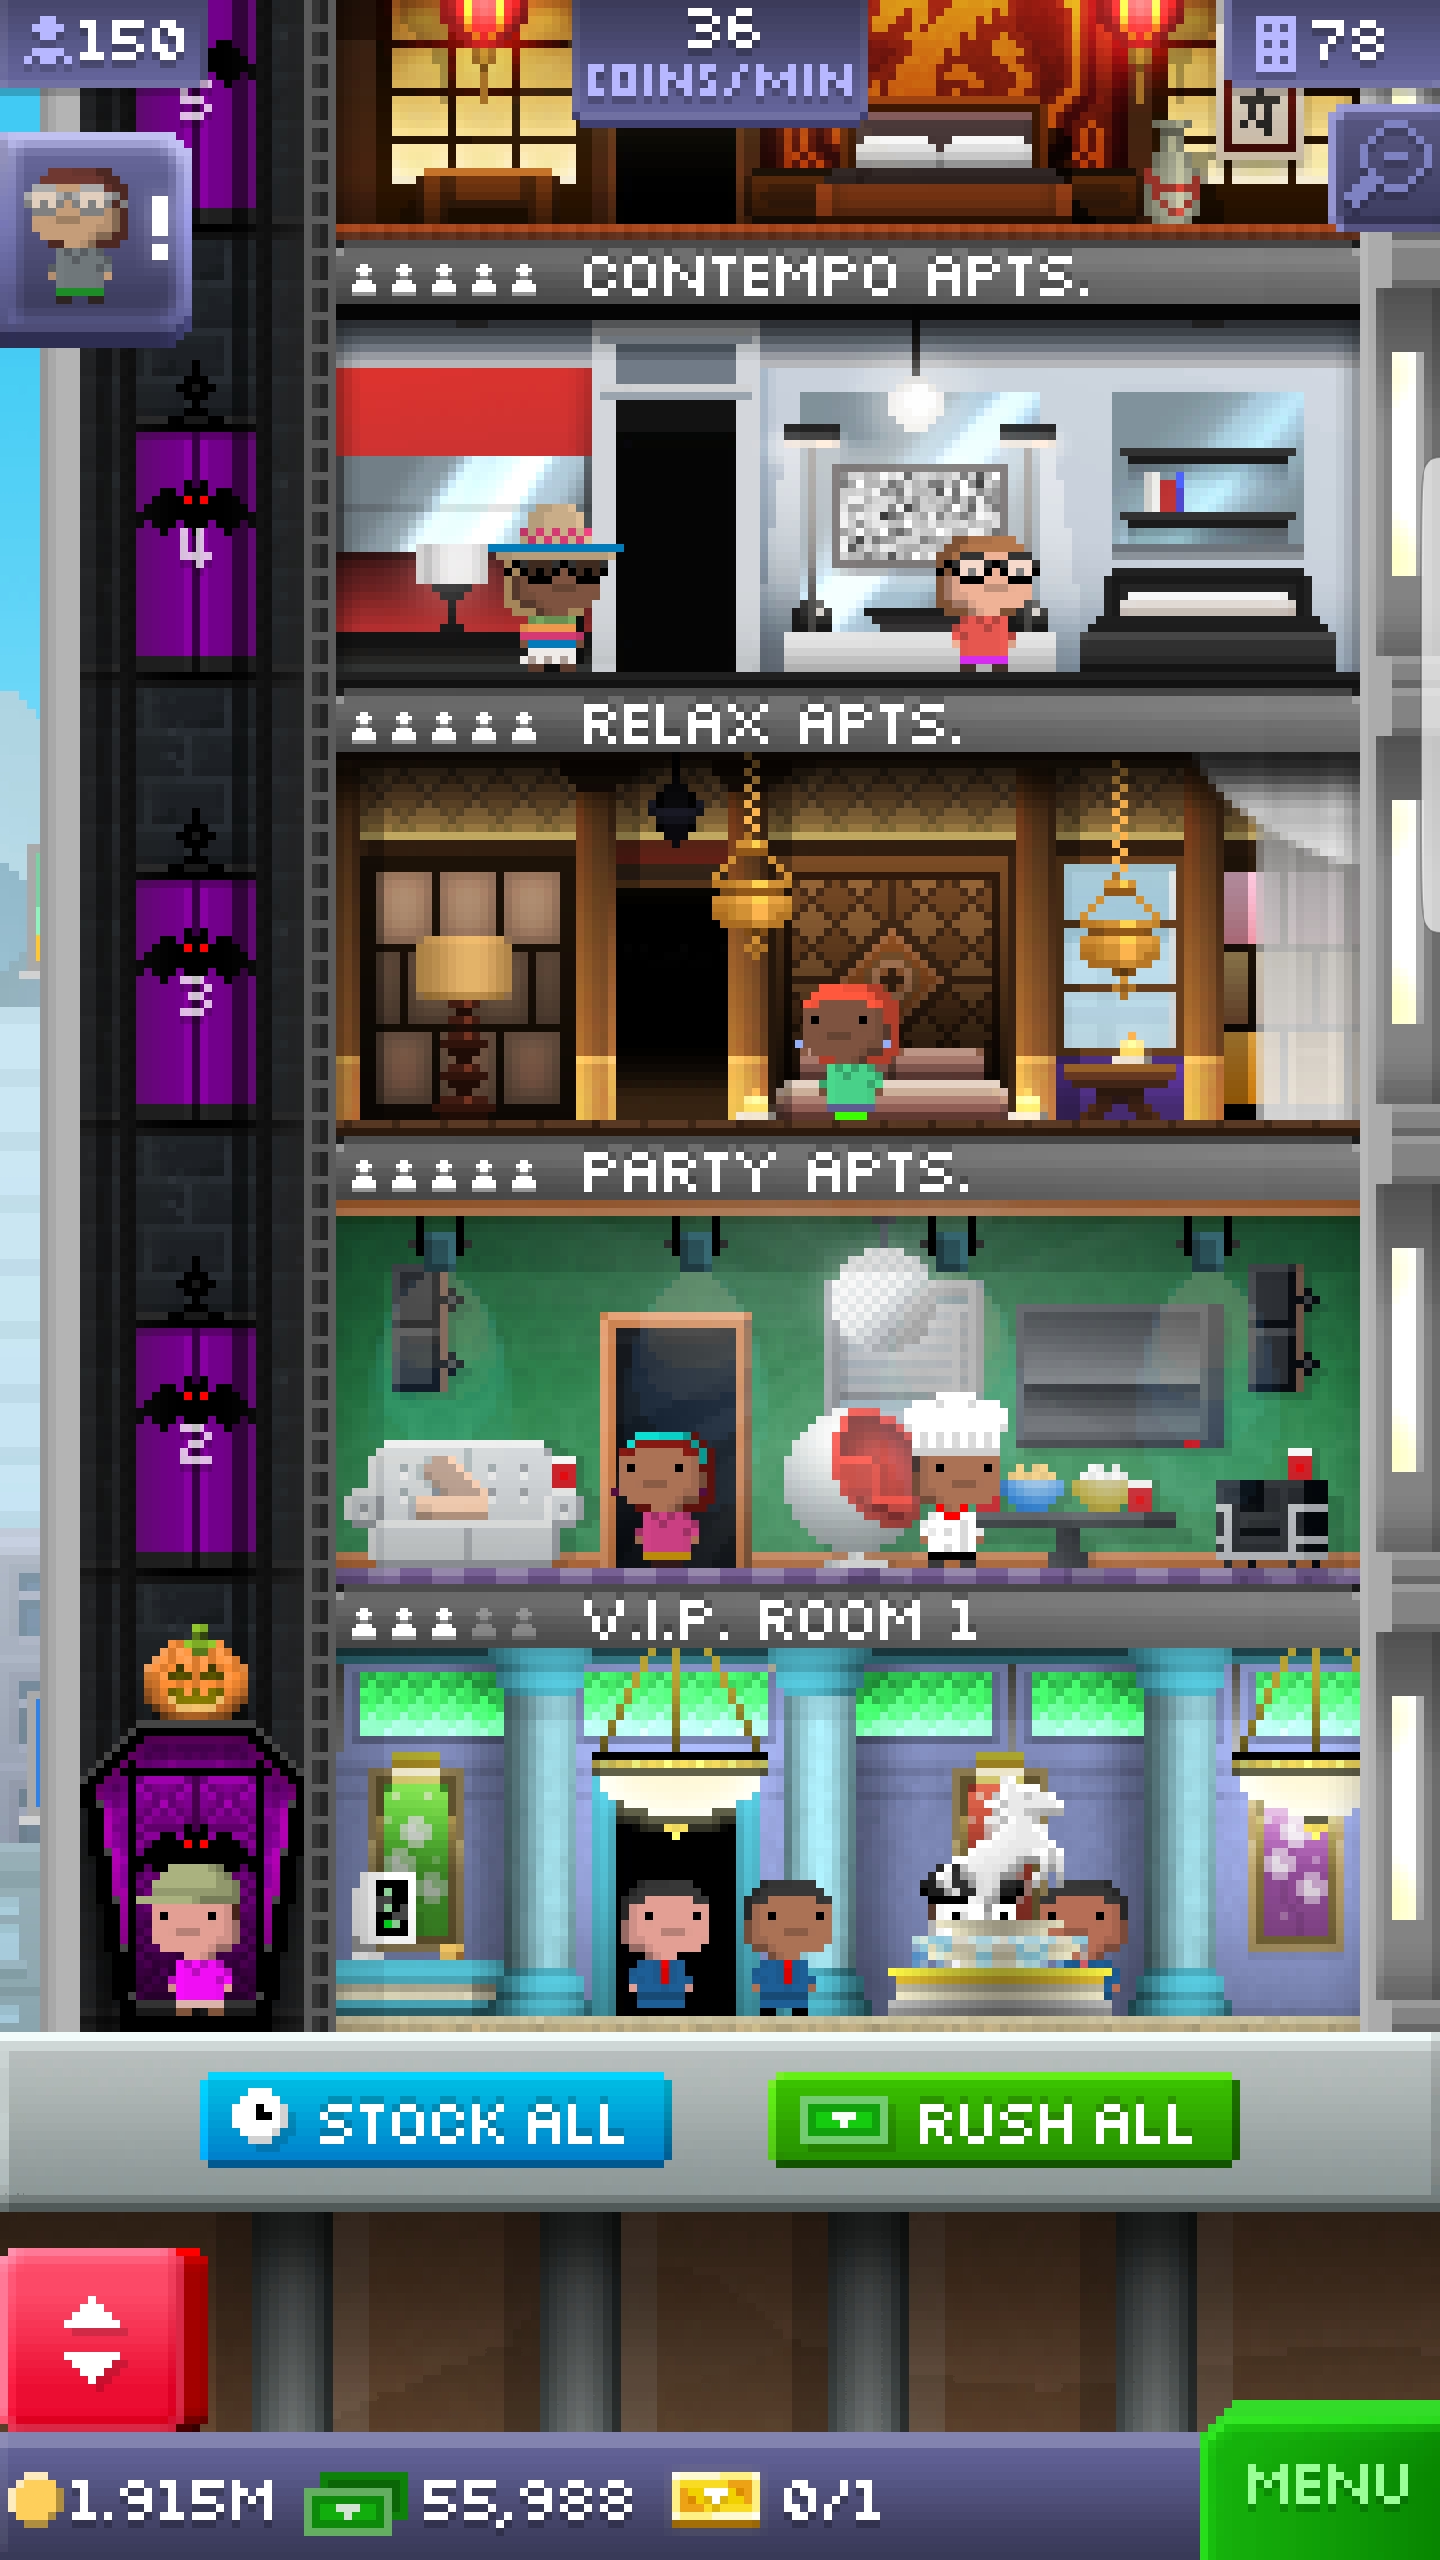 150
36
COINS/MIN
78
5
!
CONTEMPO APTS.
4
RELAX APTS.
3
PARTY APTS.
2
V.I.P. ROOM 1
STOCK ALL
RUSH ALL
1.915M
55,988
0/1
MENU